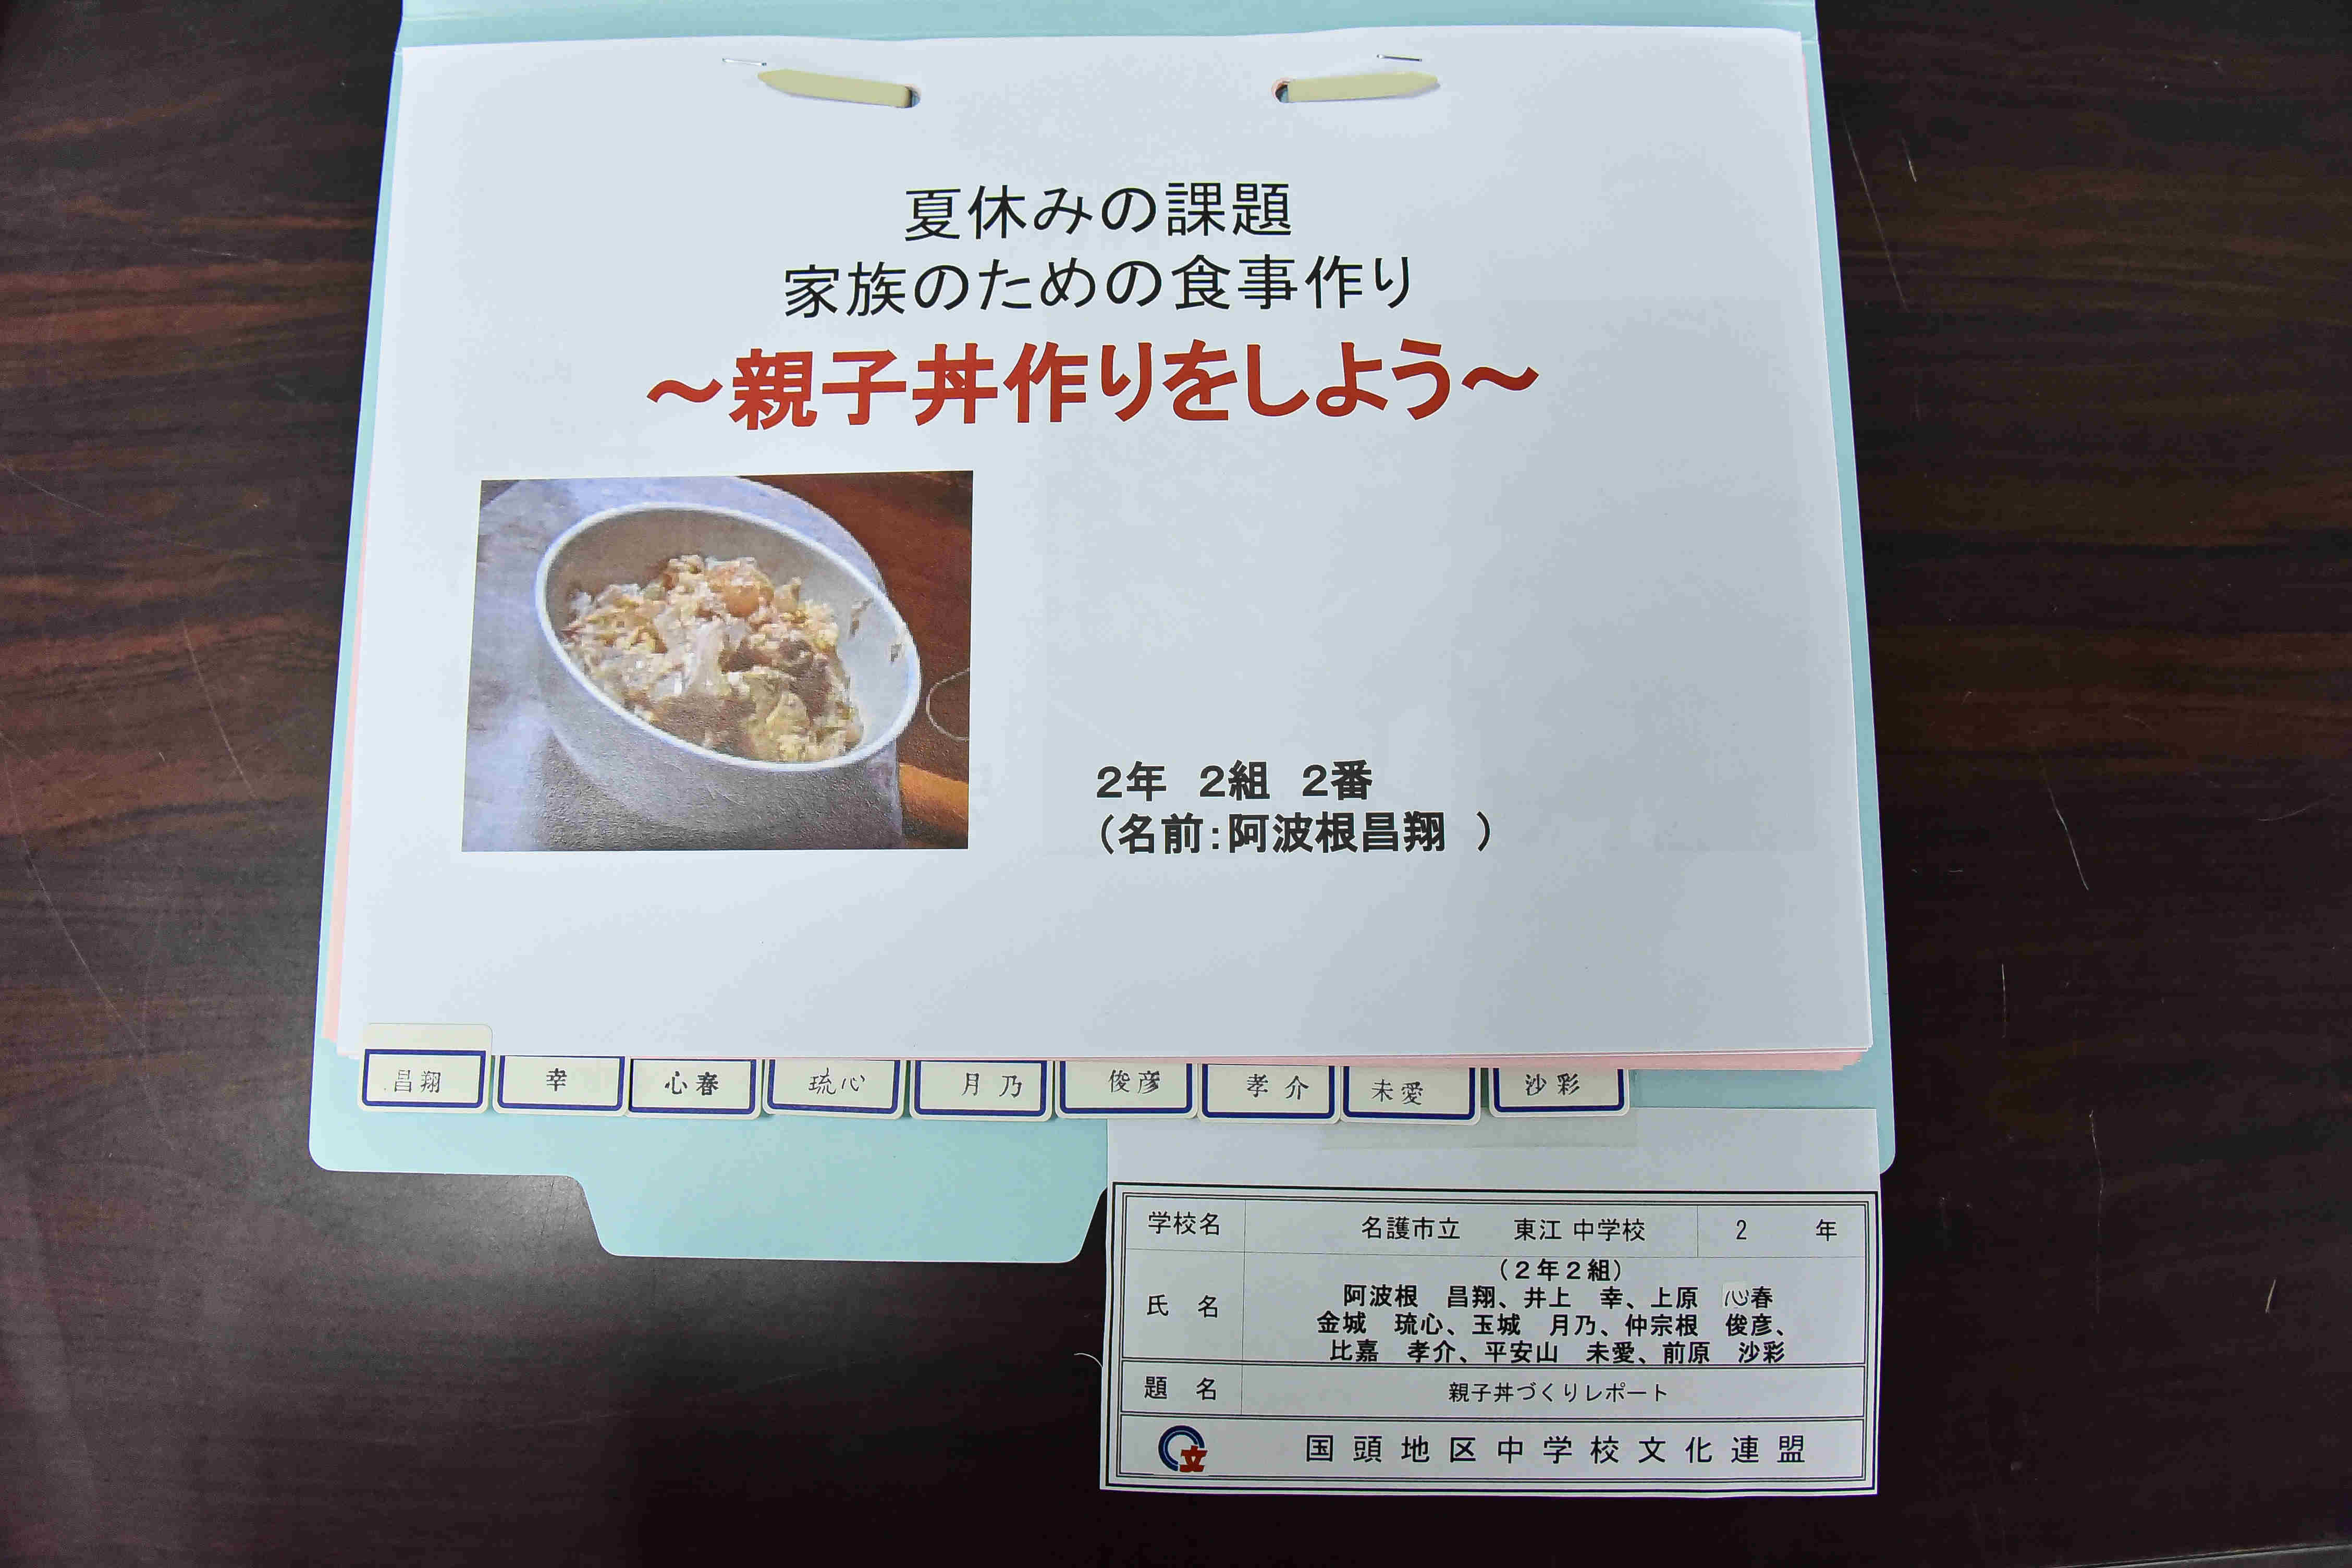 夏休みの課題
家族のための食事作り
～親子丼作りをしよう～
２年　２組　２番
（名前：阿波根昌翔　）
昌翔
幸
心春
琉心
月乃
俊彦
孝介
未愛
沙彩
学校名　名護市立　東江 中学校　2　年
氏　名　（２年２組）
阿波根　昌翔、井上　幸、上原　心春
金城　琉心、玉城　月乃、仲宗根　俊彦、
比嘉　孝介、平安山　未愛、前原　沙彩
題　名　親子丼づくりレポート
立　国頭地区中学校文化連盟